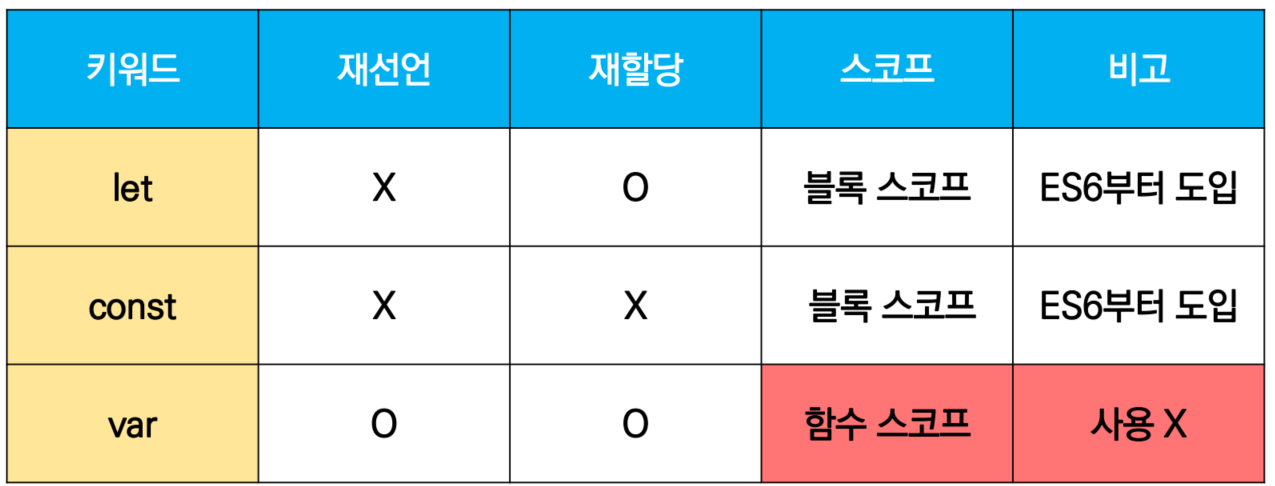 키워드 재선언 재할당 스코프 비고
let X O 블록 스코프 ES6부터 도입
const X X 블록 스코프 ES6부터 도입
var O O 함수 스코프 사용 X